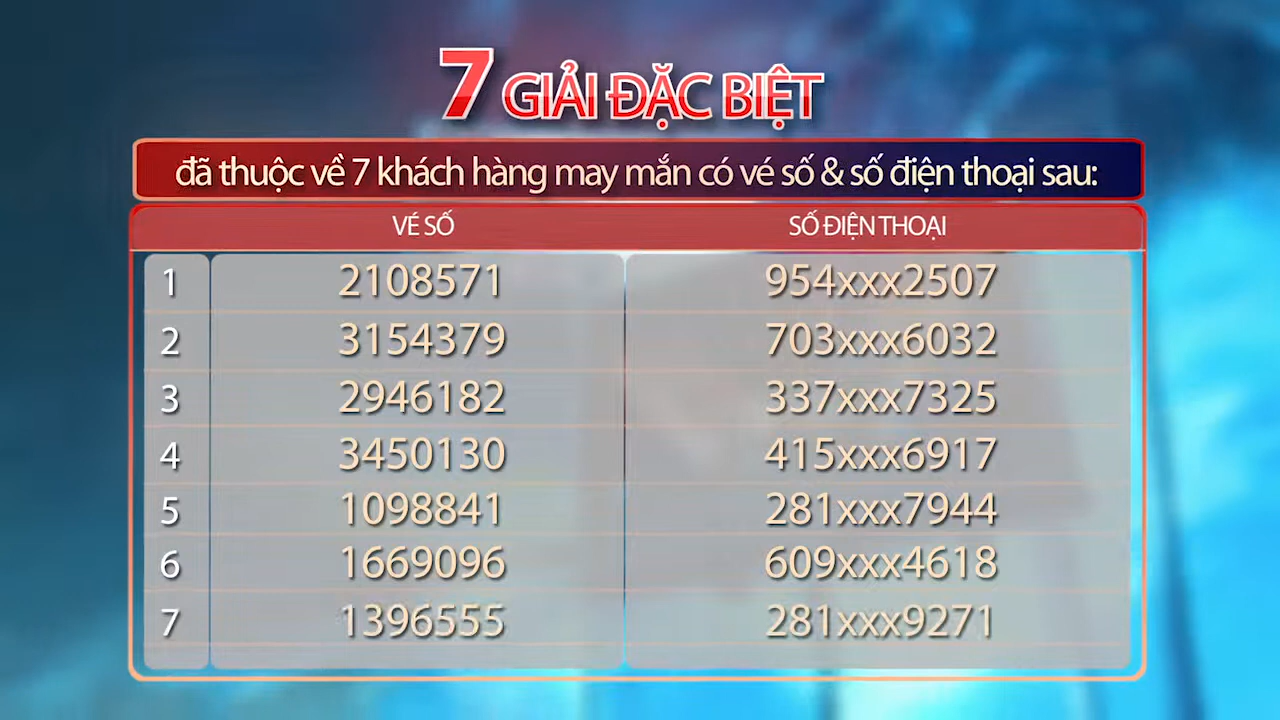 7 GIẢI ĐẶC BIỆT
đã thuộc về 7 khách hàng may mắn có vé số & số điện thoại sau:
VÉ SỐ SỐ ĐIỆN THOẠI
1 2108571 954xxx2507
2 3154379 703xxx6032
3 2946182 337xxx7325
4 3450130 415xxx6917
5 1098841 281xxx7944
6 1669096 609xxx4618
7 1396555 281xxx9271